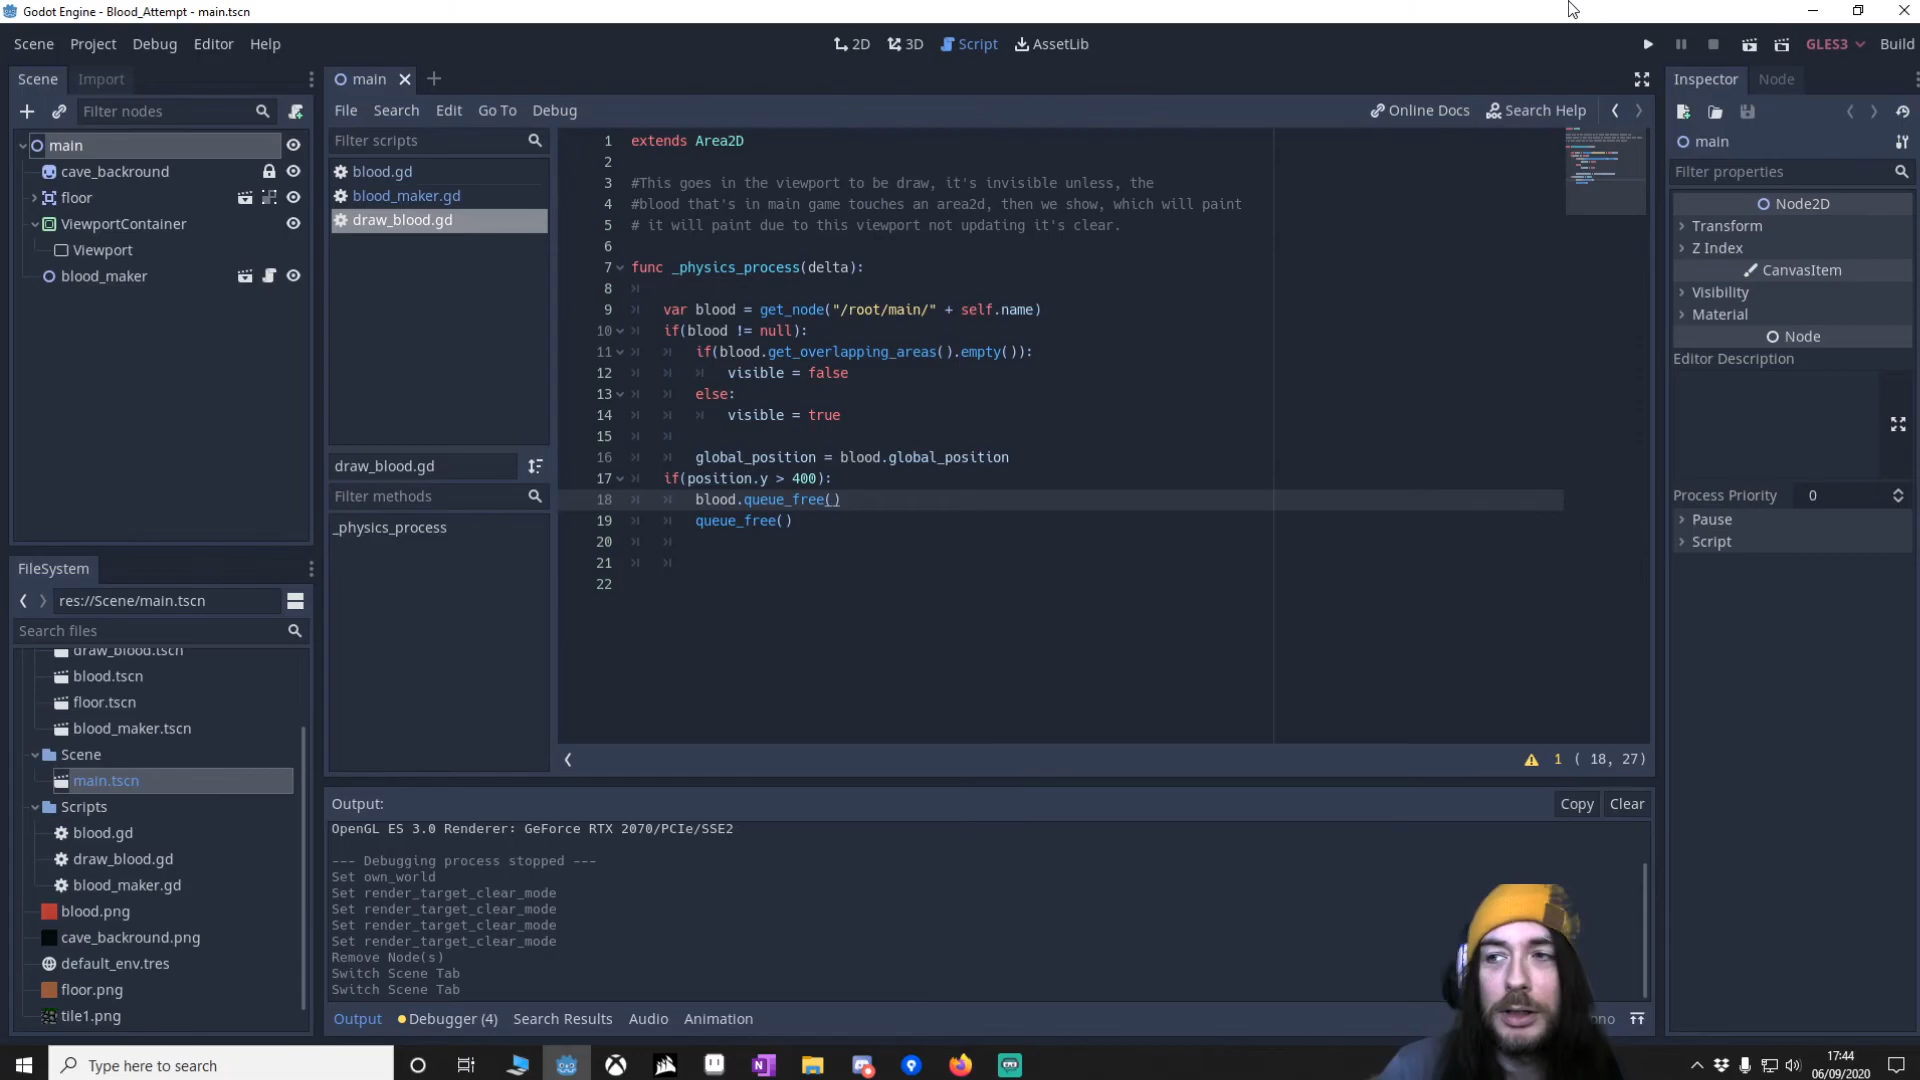 Godot Engine - Blood_Attempt - main.tscn
Scene Project Debug Editor Help
2D 3D Script AssetLib
GLES3 Build
Scene Import
Filter nodes
main
cave_backround
floor
ViewportContainer
Viewport
blood_maker
FileSystem
res://Scene/main.tscn
Search files
draw_blood.tscn
blood.tscn
floor.tscn
blood_maker.tscn
Scene
main.tscn
Scripts
blood.gd
draw_blood.gd
blood_maker.gd
blood.png
cave_backround.png
default_env.tres
floor.png
tile1.png
main
File Search Edit Go To Debug
Online Docs Search Help
Filter scripts
blood.gd
blood_maker.gd
draw_blood.gd
draw_blood.gd
Filter methods
_physics_process
1 extends Area2D
2
3 #This goes in the viewport to be draw, it's invisible unless, the
4 #blood that's in main game touches an area2d, then we show, which will paint
5 # it will paint due to this viewport not updating it's clear.
6
7 func _physics_process(delta):
8
9 var blood = get_node("/root/main/" + self.name)
10 if(blood != null):
11 if(blood.get_overlapping_areas().empty()):
12 visible = false
13 else:
14 visible = true
15
16 global_position = blood.global_position
17 if(position.y > 400):
18 blood.queue_free()
19 queue_free()
20
21
22
1 ( 18, 27)
Output:
Copy Clear
OpenGL ES 3.0 Renderer: GeForce RTX 2070/PCIe/SSE2
--- Debugging process stopped ---
Set own_world
Set render_target_clear_mode
Set render_target_clear_mode
Set render_target_clear_mode
Set render_target_clear_mode
Remove Node(s)
Switch Scene Tab
Switch Scene Tab
Output Debugger (4) Search Results Audio Animation
Inspector Node
main
Filter properties
Node2D
Transform
Z Index
CanvasItem
Visibility
Material
Node
Editor Description
Process Priority 0
Pause
Script
Type here to search
17:44
06/09/2020